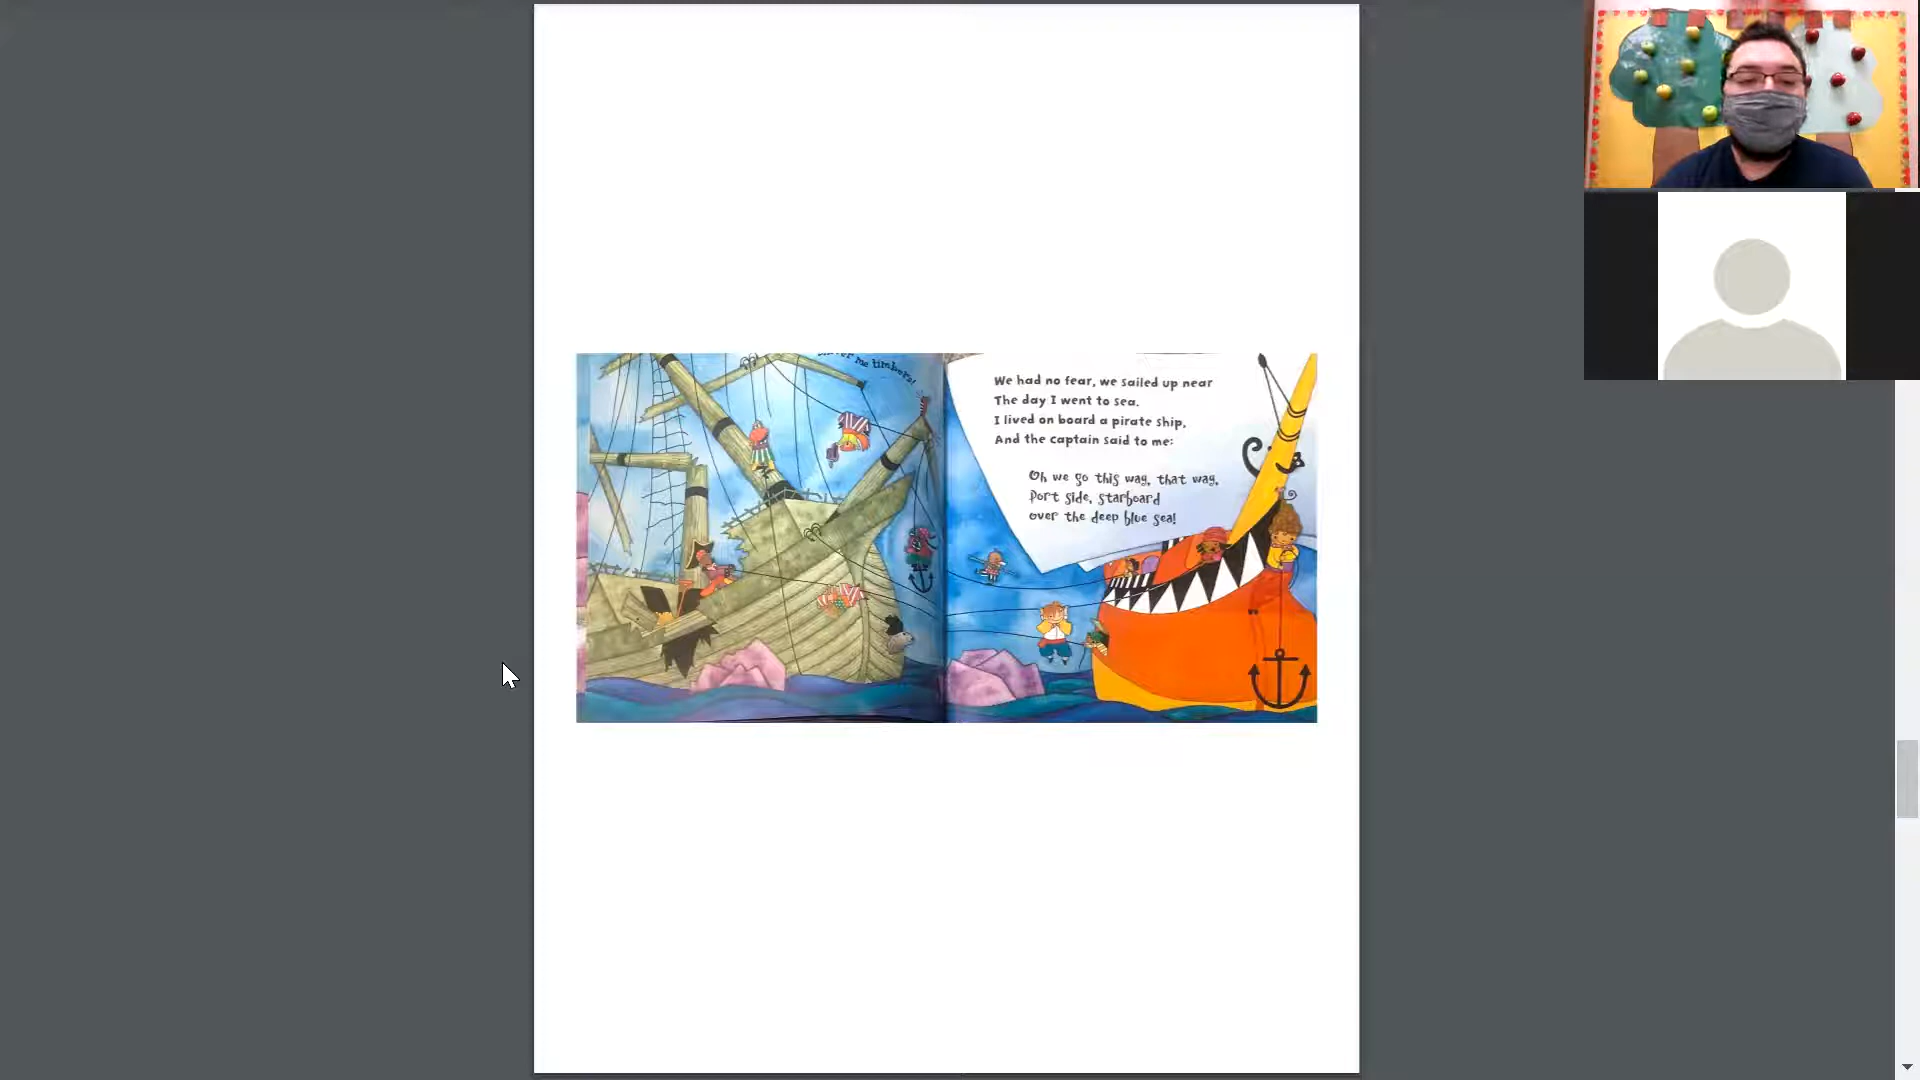 me timbers!
We had no fear, we sailed up near
The day I went to sea.
I lived on board a pirate ship,
And the captain said to me:
Oh we go this way, that way,
Port side, starboard
over the deep blue sea!